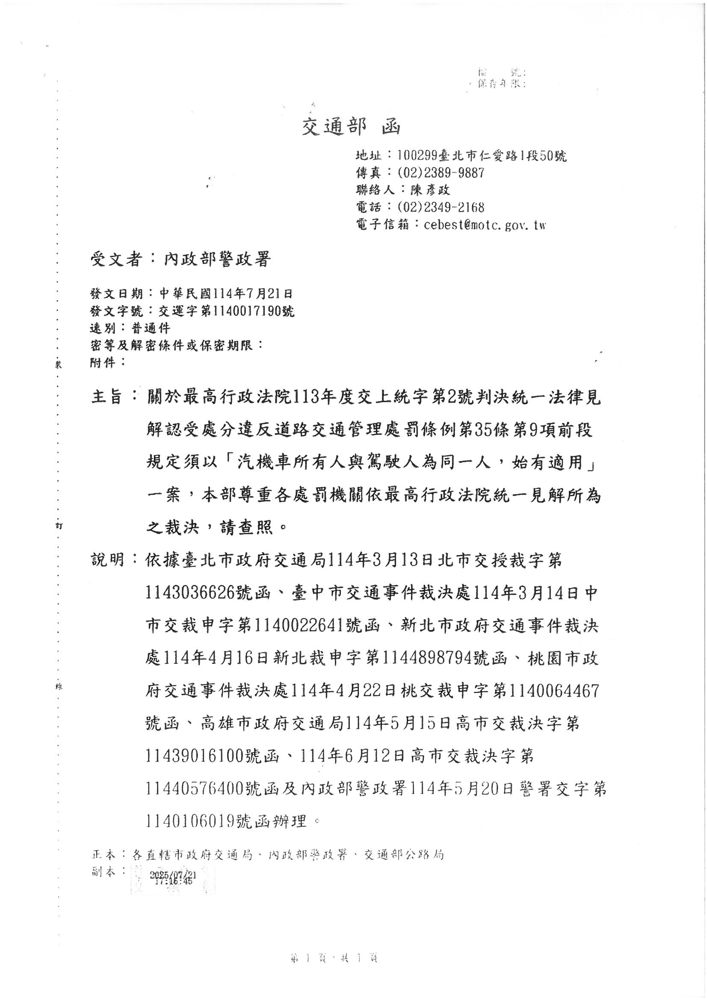 檔　　號：
保存年限：
交通部 函
地址：100299臺北市仁愛路1段50號
傳真：(02)2389-9887
聯絡人：陳彥政
電話：(02)2349-2168
電子信箱：cebest@motc.gov.tw
受文者：內政部警政署
發文日期：中華民國114年7月21日
發文字號：交運字第1140017190號
速別：普通件
密等及解密條件或保密期限：
附件：
主旨：關於最高行政法院113年度交上統字第2號判決統一法律見
解認受處分違反道路交通管理處罰條例第35條第9項前段
規定須以「汽機車所有人與駕駛人為同一人，始有適用」
一案，本部尊重各處罰機關依最高行政法院統一見解所為
之裁決，請查照。
說明：依據臺北市政府交通局114年3月13日北市交授裁字第
1143036626號函、臺中市交通事件裁決處114年3月14日中
市交裁申字第1140022641號函、新北市政府交通事件裁決
處114年4月16日新北裁申字第1144898794號函、桃園市政
府交通事件裁決處114年4月22日桃交裁申字第1140064467
號函、高雄市政府交通局114年5月15日高市交裁決字第
11439016100號函、114年6月12日高市交裁決字第
11440576400號函及內政部警政署114年5月20日警署交字第
1140106019號函辦理。
正本：各直轄市政府交通局、內政部警政署、交通部公路局
副本：
2025/07/21
17:16:45
裝
訂
線
第 1 頁，共 1 頁